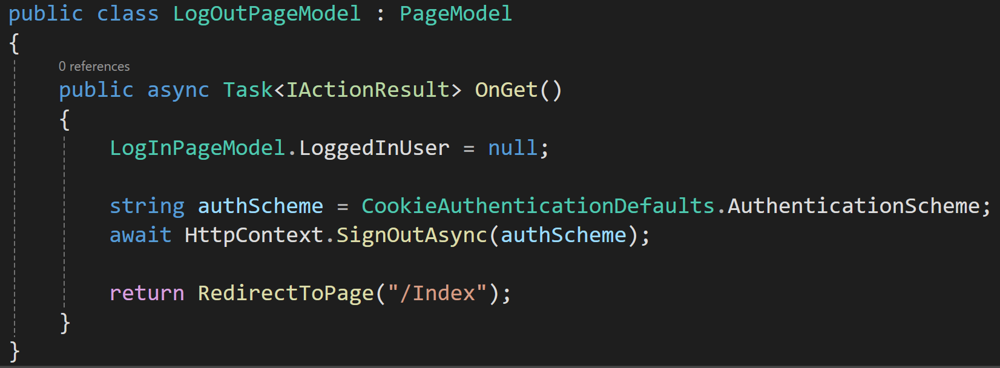 public class LogOutPageModel : PageModel
{
0 references
public async Task<IActionResult> OnGet()
{
LogInPageModel.LoggedInUser = null;
string authScheme = CookieAuthenticationDefaults.AuthenticationScheme;
await HttpContext.SignOutAsync(authScheme);
return RedirectToPage("/Index");
}
}